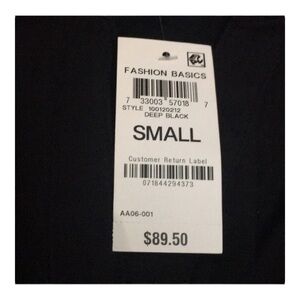 FASHION BASICS
7 33003 57018 7
STYLE 100120212
DEEP BLACK
SMALL
Customer Return Label
071844294373
AA06-001
$89.50